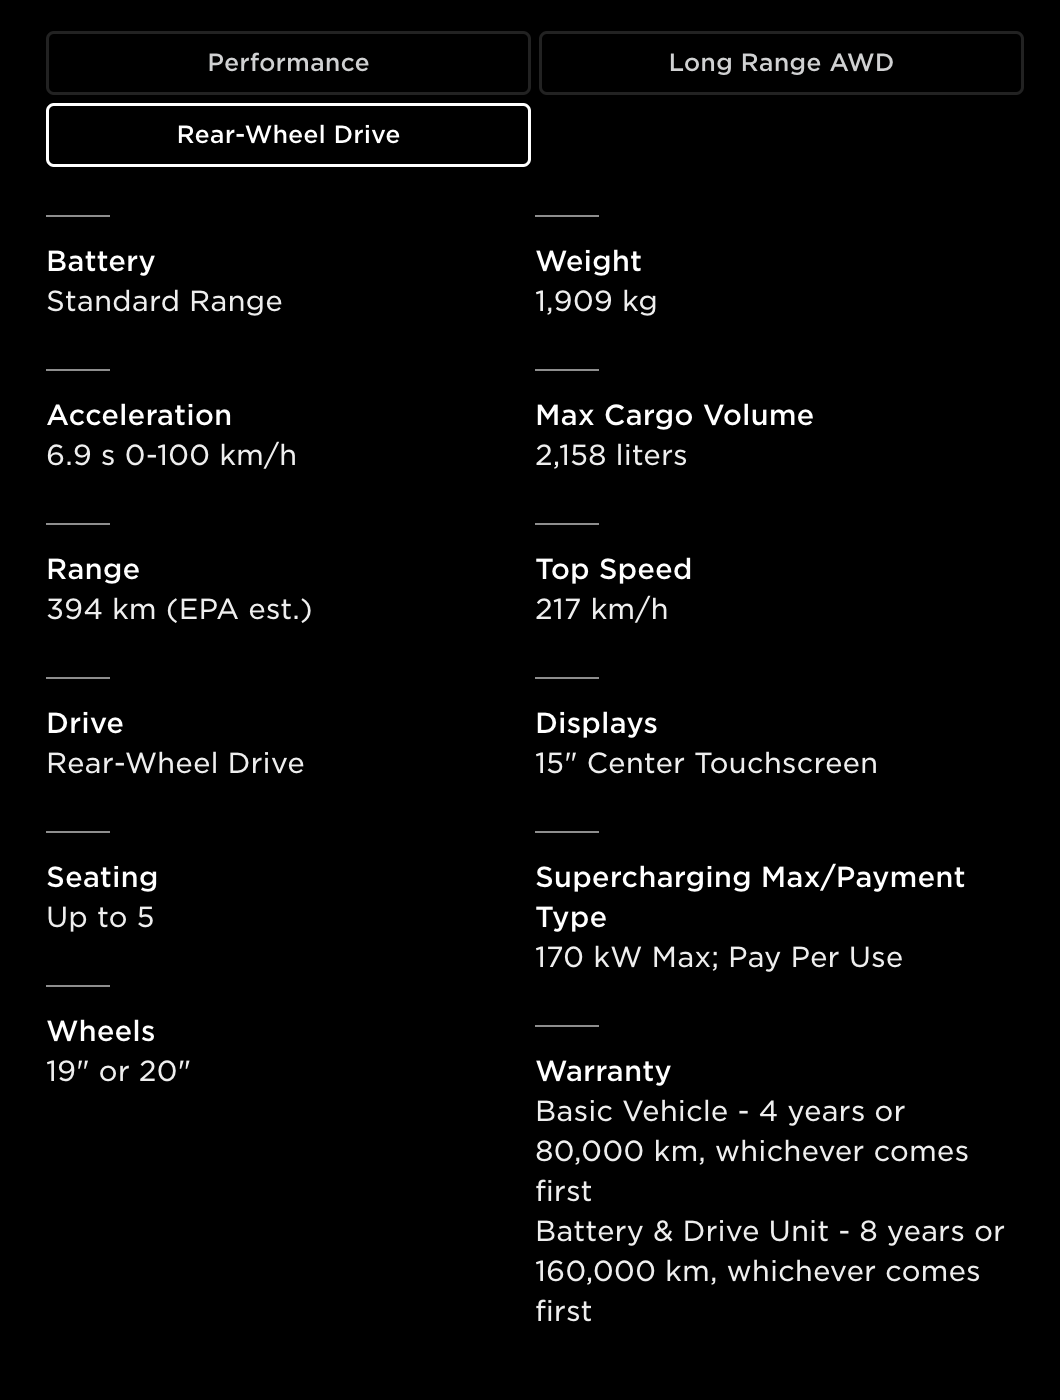 Performance
Long Range AWD
Rear-Wheel Drive
Battery
Standard Range
Acceleration
6.9 s 0-100 km/h
Range
394 km (EPA est.)
Drive
Rear-Wheel Drive
Seating
Up to 5
Wheels
19" or 20"
Weight
1,909 kg
Max Cargo Volume
2,158 liters
Top Speed
217 km/h
Displays
15" Center Touchscreen
Supercharging Max/Payment
Type
170 kW Max; Pay Per Use
Warranty
Basic Vehicle - 4 years or
80,000 km, whichever comes
first
Battery & Drive Unit - 8 years or
160,000 km, whichever comes
first